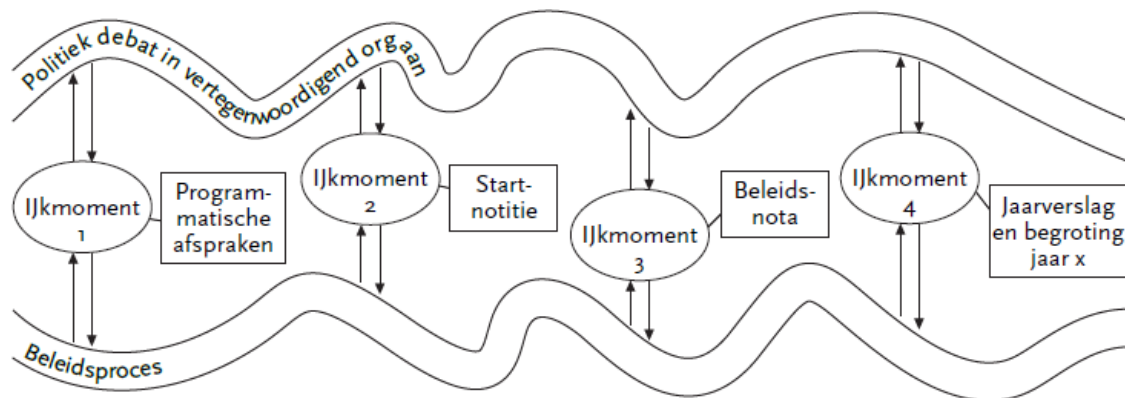 Politiek debat in vertegenwoordigend orgaan
IJkmoment
1
Program-
matische
afspraken
IJkmoment
2
Start-
notitie
IJkmoment
3
Beleids-
nota
IJkmoment
4
Jaarverslag
en begroting
jaar x
Beleidsproces